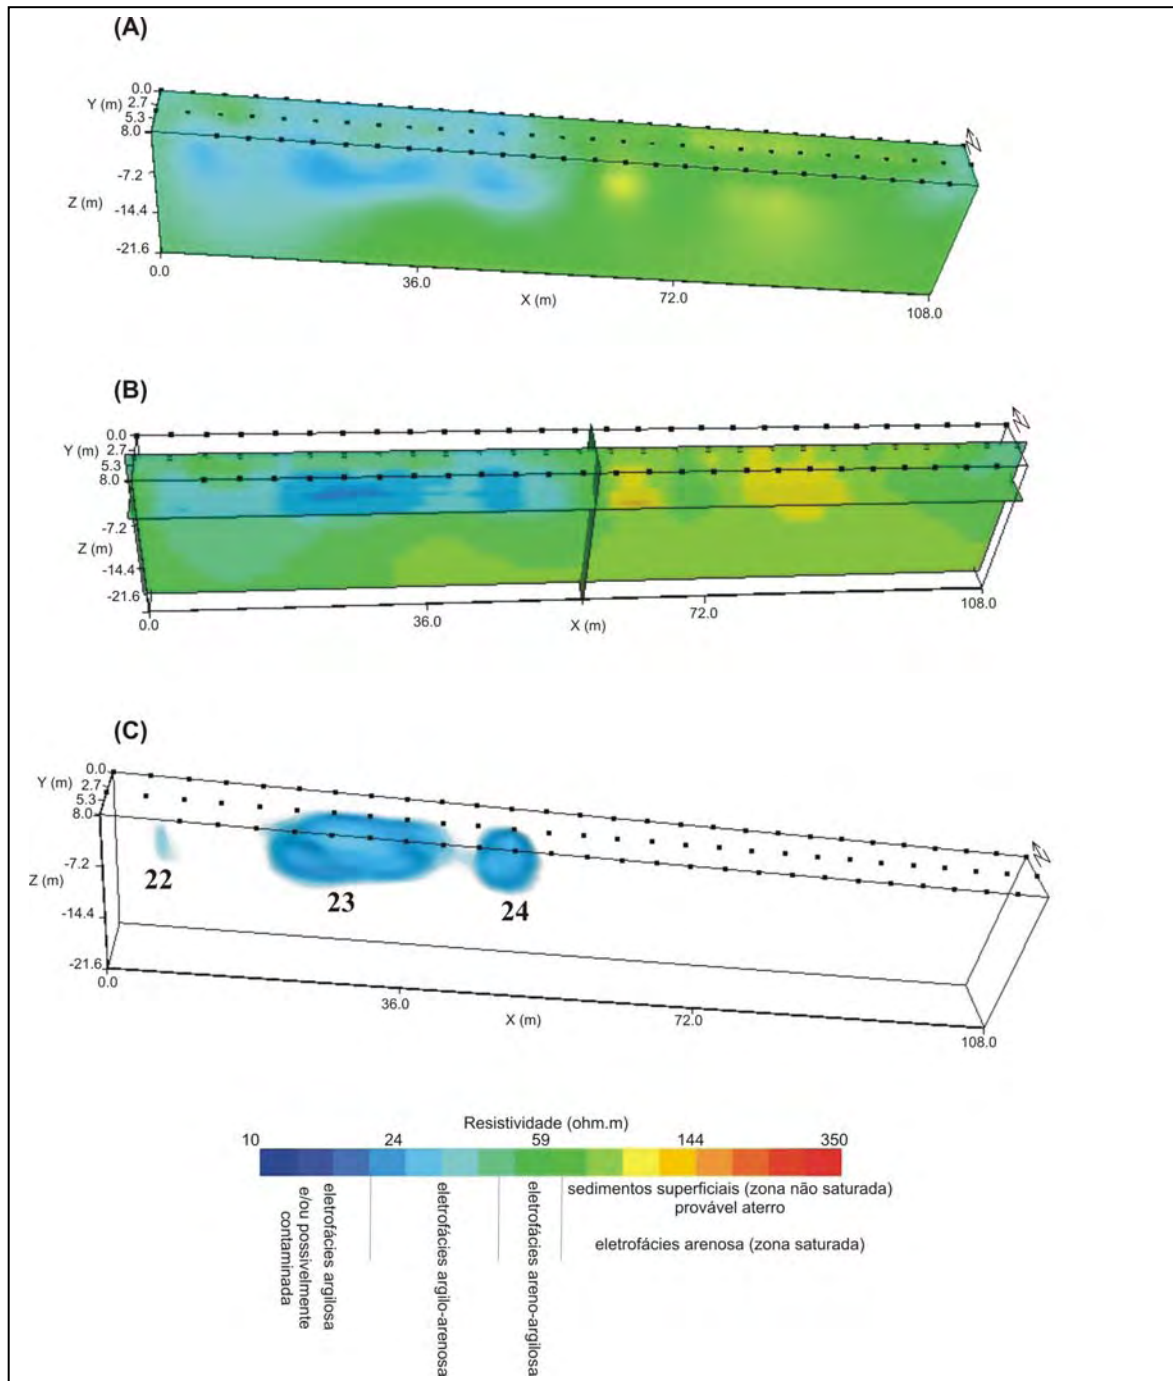 (A)
0.0
Y (m) 2.7
5.3
8.0
N
-7.2
Z (m)
-14.4
-21.6
0.0
36.0
X (m)
72.0
108.0
(B)
0.0
Y (m) 2.7
5.3
8.0
N
-7.2
Z (m)
-14.4
-21.6
0.0
36.0
X (m)
72.0
108.0
(C)
0.0
Y (m) 2.7
5.3
8.0
N
-7.2
Z (m)
22
23
24
-14.4
-21.6
0.0
36.0
X (m)
72.0
108.0
Resistividade (ohm.m)
10 24 59 144 350
eletrofácies argilosa
e/ou possivelmente
contaminada
eletrofácies argilo-arenosa
eletrofácies areno-argilosa
sedimentos superficiais (zona não saturada)
provável aterro
eletrofácies arenosa (zona saturada)